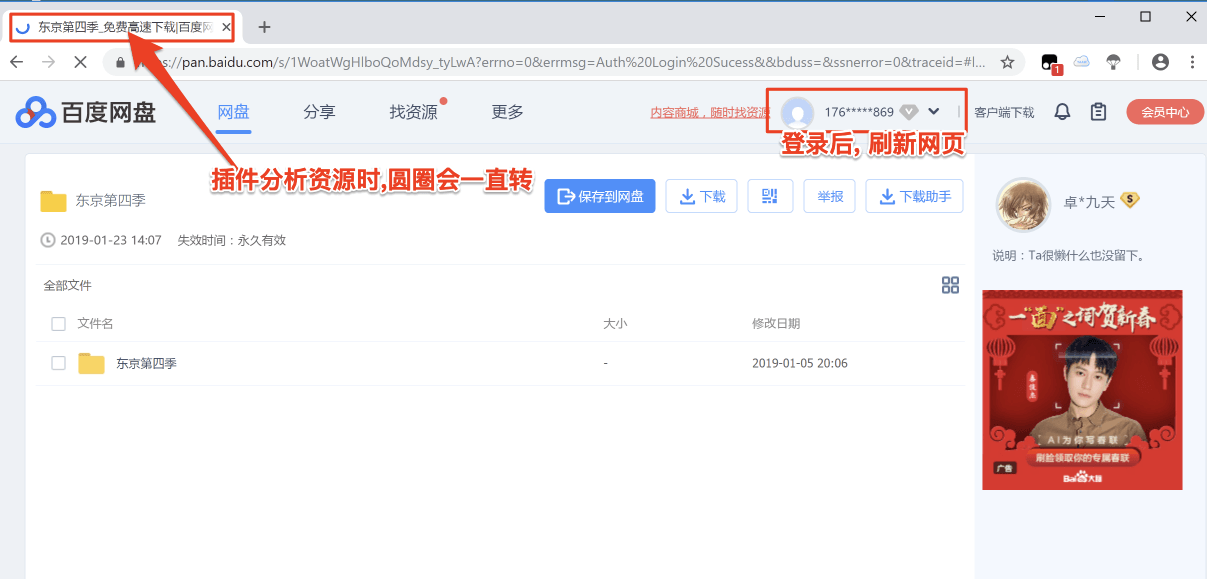 东京第四季_免费高速下载|百度网
https://pan.baidu.com/s/1WoatWgHlboQoMdsy_tyLwA?errno=0&errmsg=Auth%20Login%20Sucess&&bduss=&ssnerror=0&traceid=#l...
1
百度网盘
网盘
分享
找资源
更多
内容商城，随时找资源
176*****869
客户端下载
会员中心
登录后, 刷新网页
插件分析资源时,圆圈会一直转
东京第四季
保存到网盘
下载
举报
下载助手
卓*九天
S
2019-01-23 14:07 失效时间：永久有效
说明：Ta很懒什么也没留下。
全部文件
文件名
大小
修改日期
东京第四季
-
2019-01-05 20:06
一“面”之词贺新春
AI为你写春联
刷脸领取你的专属春联
广告
Bai大脑